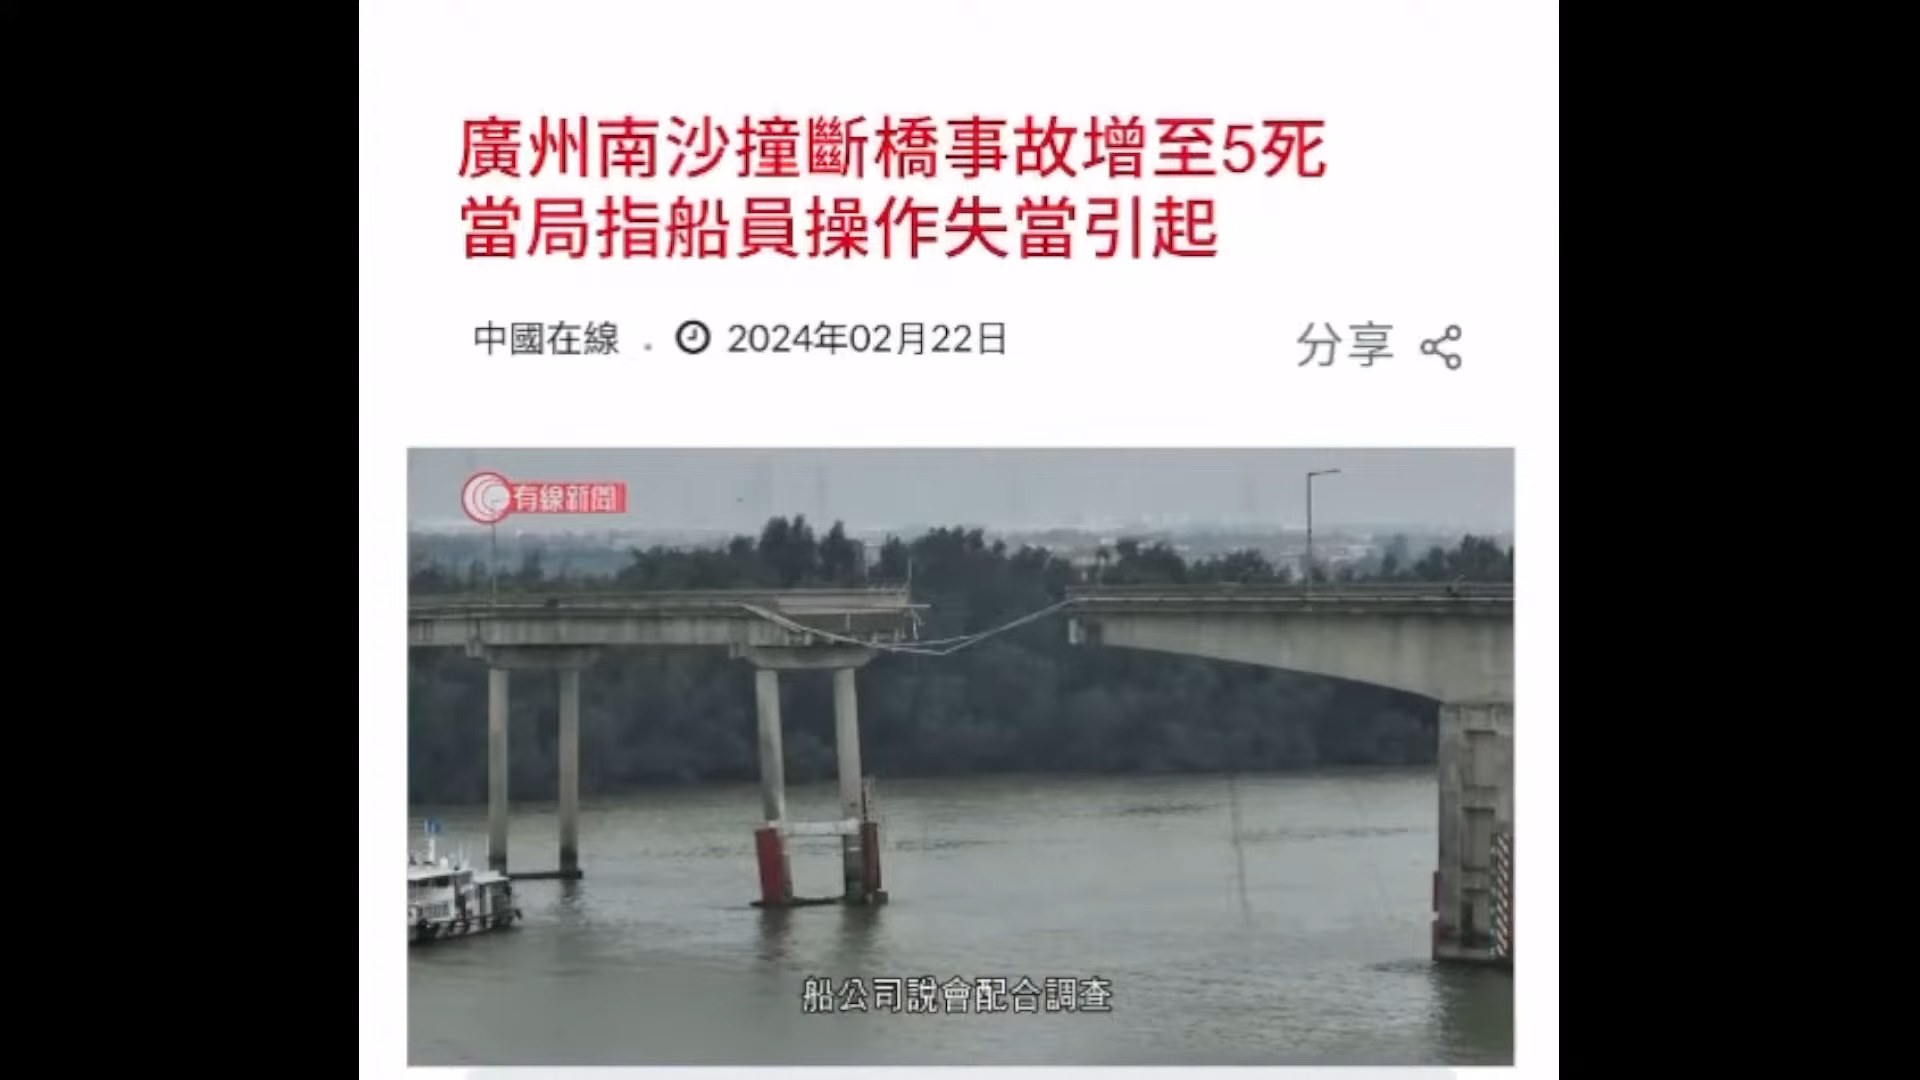 廣州南沙撞斷橋事故增至5死
當局指船員操作失當引起
中國在線 . 2024年02月22日
分享
有線新聞
船公司說會配合調查